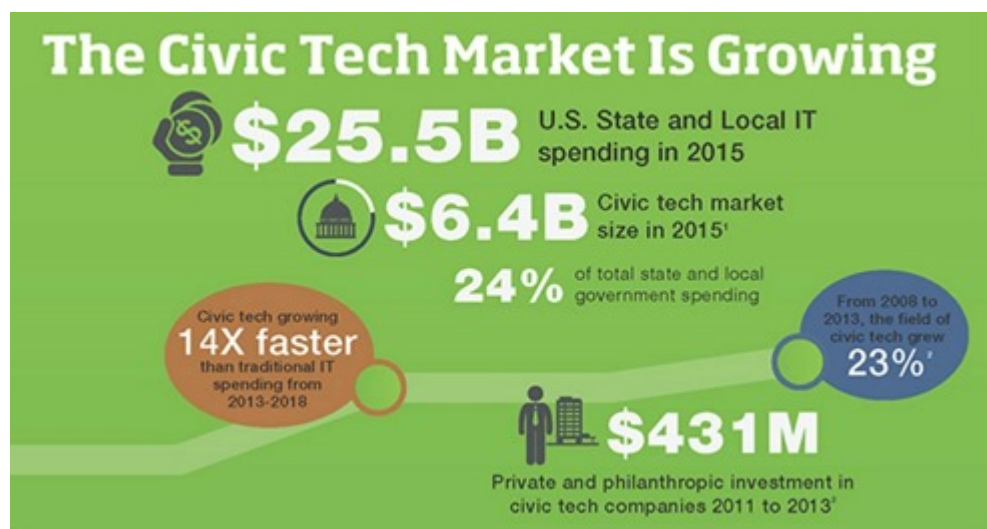 The Civic Tech Market Is Growing
$25.5B
U.S. State and Local IT
spending in 2015
$6.4B
Civic tech market
size in 2015¹
24%
of total state and local
government spending
Civic tech growing
14X faster
than traditional IT
spending from
2013-2018
From 2008 to
2013, the field of
civic tech grew
23%²
$431M
Private and philanthropic investment in
civic tech companies 2011 to 2013²